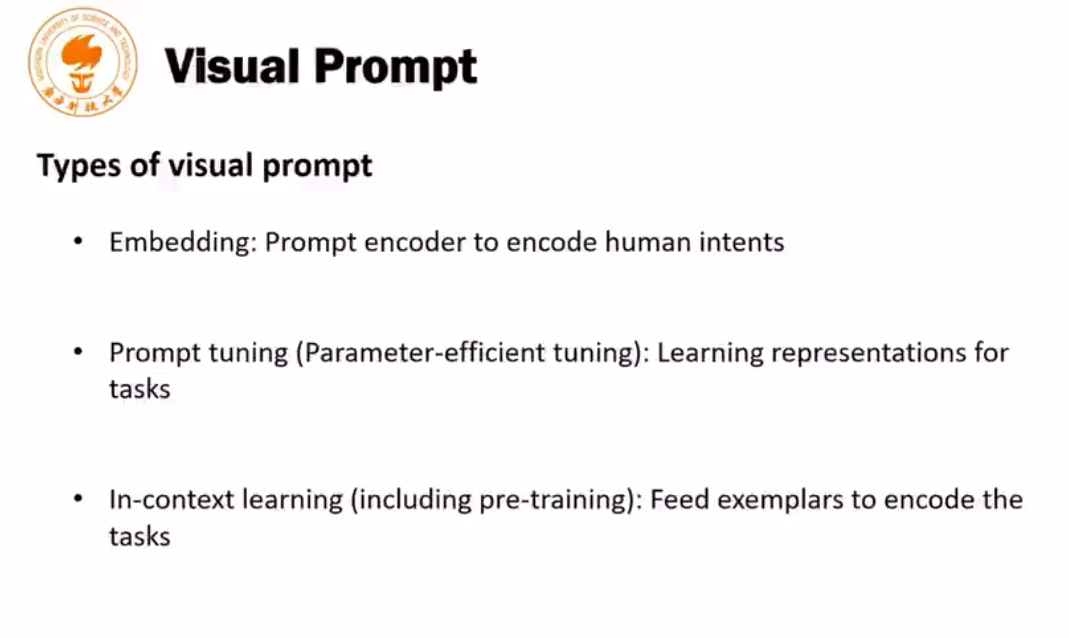 SOUTHERN UNIVERSITY OF SCIENCE AND TECHNOLOGY
南方科技大学
Visual Prompt
Types of visual prompt
• Embedding: Prompt encoder to encode human intents
• Prompt tuning (Parameter-efficient tuning): Learning representations for
tasks
• In-context learning (including pre-training): Feed exemplars to encode the
tasks